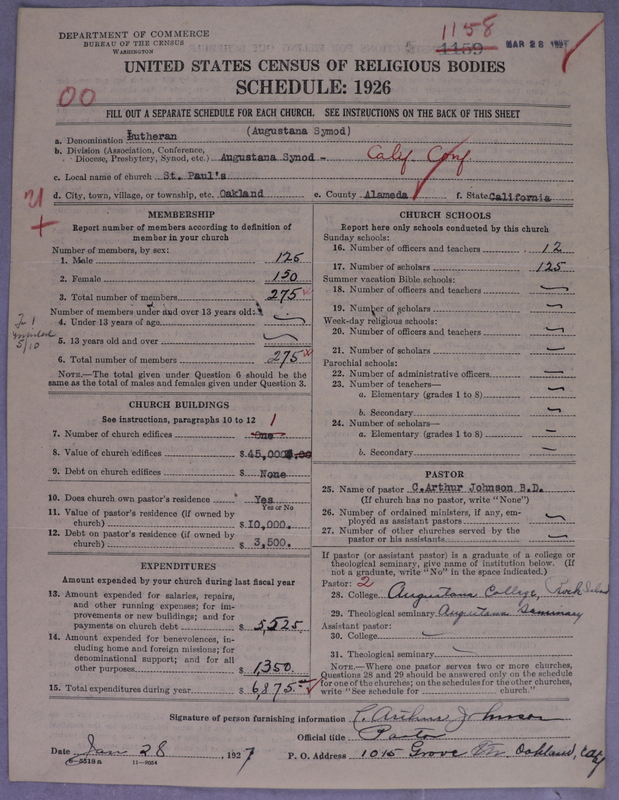 DEPARTMENT OF COMMERCE
BUREAU OF THE CENSUS
WASHINGTON
1158
1159
MAR 28 1927
UNITED STATES CENSUS OF RELIGIOUS BODIES
SCHEDULE: 1926
00
FILL OUT A SEPARATE SCHEDULE FOR EACH CHURCH. SEE INSTRUCTIONS ON THE BACK OF THIS SHEET
a. Denomination Lutheran (Augustana Synod)
b. Division (Association, Conference, Diocese, Presbytery, Synod, etc.) Augustana Synod - Calif. Conf.
c. Local name of church St. Paul's
d. City, town, village, or township, etc. Oakland e. County Alameda f. State California
MEMBERSHIP
Report number of members according to definition of
member in your church
Number of members, by sex:
1. Male 125
2. Female 150
3. Total number of members 275 x
Number of members under and over 13 years old:
4. Under 13 years of age
5. 13 years old and over
6. Total number of members 275 x
NOTE.—The total given under Question 6 should be the
same as the total of males and females given under Question 3.
CHURCH BUILDINGS
See instructions, paragraphs 10 to 12
7. Number of church edifices One 1
8. Value of church edifices $45,000.00
9. Debt on church edifices $ None
10. Does church own pastor's residence Yes
Yes or No
11. Value of pastor's residence (if owned by
church) $10,000.
12. Debt on pastor's residence (if owned by
church) $ 3,500.
EXPENDITURES
Amount expended by your church during last fiscal year
13. Amount expended for salaries, repairs,
and other running expenses; for im-
provements or new buildings; and for
payments on church debt $ 5,525
14. Amount expended for benevolences, in-
cluding home and foreign missions; for
denominational support; and for all
other purposes $ 1,350
15. Total expenditures during year $ 6,875
CHURCH SCHOOLS
Report here only schools conducted by this church
Sunday schools:
16. Number of officers and teachers 12
17. Number of scholars 125
Summer vacation Bible schools:
18. Number of officers and teachers
19. Number of scholars
Week-day religious schools:
20. Number of officers and teachers
21. Number of scholars
Parochial schools:
22. Number of administrative officers
23. Number of teachers—
a. Elementary (grades 1 to 8)
b. Secondary
24. Number of scholars—
a. Elementary (grades 1 to 8)
b. Secondary
PASTOR
25. Name of pastor C. Arthur Johnson B.D.
(If church has no pastor, write "None")
26. Number of ordained ministers, if any, em-
ployed as assistant pastors
27. Number of other churches served by the
pastor or his assistants
If pastor (or assistant pastor) is a graduate of a college or
theological seminary, give name of institution below. (If
not a graduate, write "No" in the space indicated.)
Pastor: 2
28. College Augustana College, Rock Island
29. Theological seminary Augustana Seminary
Assistant pastor:
30. College
31. Theological seminary
NOTE.—Where one pastor serves two or more churches,
Questions 28 and 29 should be answered only on the schedule
for one of the churches; on the schedules for the other churches,
write "See schedule for church."
Signature of person furnishing information C. Arthur Johnson
Official title Pastor
Date Jan 28, 1927 P. O. Address 1015 Grove Oakland, Calif
6-5518a 11-9654